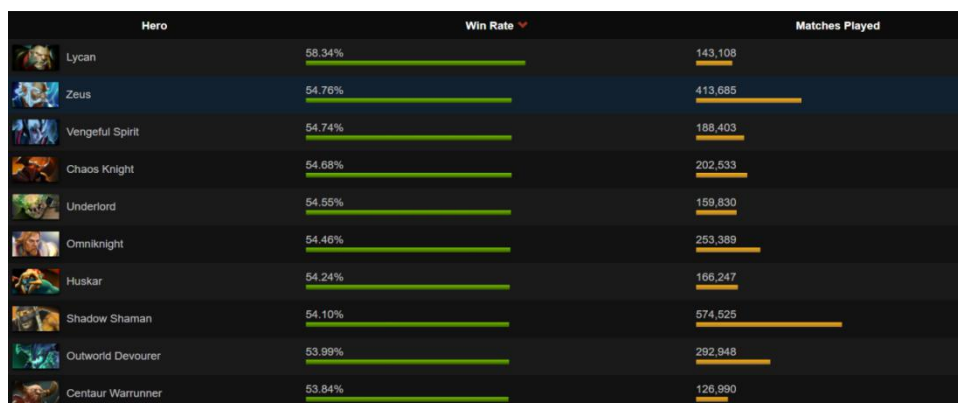 Hero Win Rate Matches Played
Lycan 58.34% 143,108
Zeus 54.76% 413,685
Vengeful Spirit 54.74% 188,403
Chaos Knight 54.68% 202,533
Underlord 54.55% 159,830
Omniknight 54.46% 253,389
Huskar 54.24% 166,247
Shadow Shaman 54.10% 574,525
Outworld Devourer 53.99% 292,948
Centaur Warrunner 53.84% 126,990